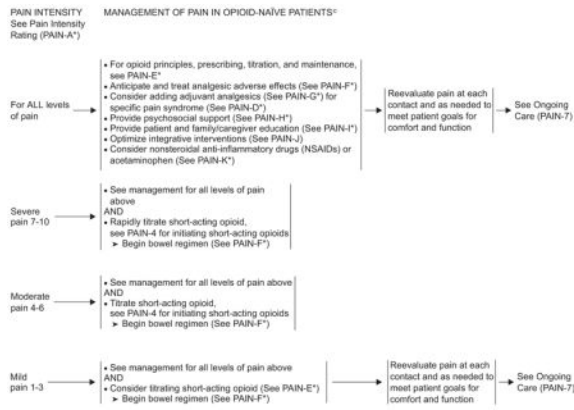 PAIN INTENSITY
See Pain Intensity
Rating (PAIN-A*)
MANAGEMENT OF PAIN IN OPIOID-NAÏVE PATIENTSᶜ
For ALL levels
of pain
• For opioid principles, prescribing, titration, and maintenance,
see PAIN-E*
• Anticipate and treat analgesic adverse effects (See PAIN-F*)
• Consider adding adjuvant analgesics (See PAIN-G*) for
specific pain syndrome (See PAIN-D*)
• Provide psychosocial support (See PAIN-H*)
• Provide patient and family/caregiver education (See PAIN-I*)
• Optimize integrative interventions (See PAIN-J)
• Consider nonsteroidal anti-inflammatory drugs (NSAIDs) or
acetaminophen (See PAIN-K*)
Reevaluate pain at each
contact and as needed to
meet patient goals for
comfort and function
See Ongoing
Care (PAIN-7)
Severe
pain 7-10
• See management for all levels of pain
above
AND
• Rapidly titrate short-acting opioid,
see PAIN-4 for initiating short-acting opioids
➤ Begin bowel regimen (See PAIN-F*)
Moderate
pain 4-6
• See management for all levels of pain above
AND
• Titrate short-acting opioid,
see PAIN-4 for initiating short-acting opioids
➤ Begin bowel regimen (See PAIN-F*)
Mild
pain 1-3
• See management for all levels of pain above
AND
• Consider titrating short-acting opioid (See PAIN-E*)
➤ Begin bowel regimen (See PAIN-F*)
Reevaluate pain at each
contact and as needed to
meet patient goals for
comfort and function
See Ongoing
Care (PAIN-7)